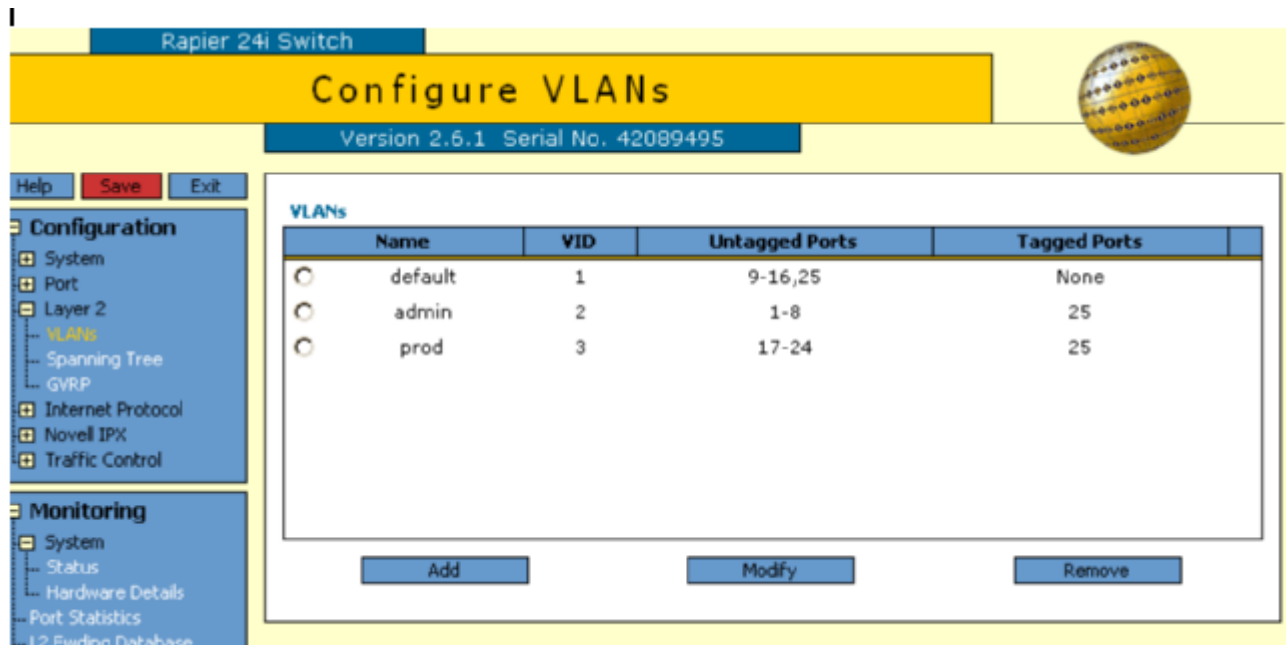 Rapier 24i Switch
Configure VLANs
Version 2.6.1 Serial No. 42089495
Help Save Exit
Configuration
System
Port
Layer 2
VLANs
Spanning Tree
GVRP
Internet Protocol
Novell IPX
Traffic Control
Monitoring
System
Status
Hardware Details
Port Statistics
L2 Fwding Database
VLANs
Name VID Untagged Ports Tagged Ports
default 1 9-16,25 None
admin 2 1-8 25
prod 3 17-24 25
Add Modify Remove